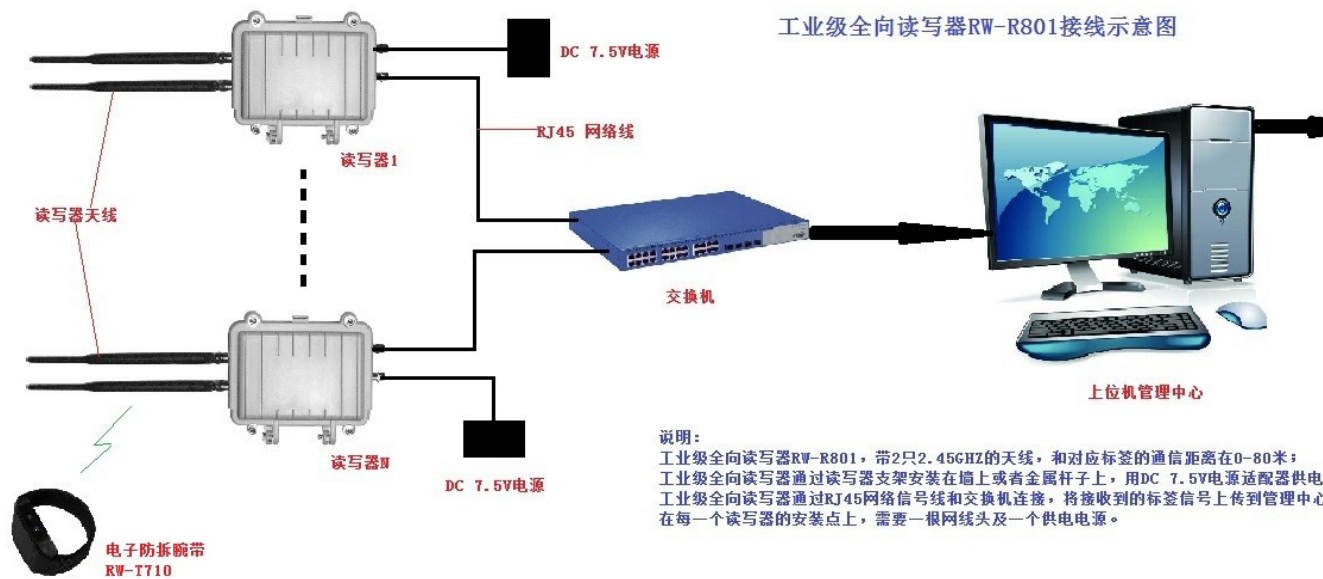 工业级全向读写器RW-R801接线示意图
DC 7.5V电源
RJ45 网络线
读写器1
读写器天线
交换机
上位机管理中心
读写器N
DC 7.5V电源
电子防拆腕带
RW-T710
说明:
工业级全向读写器RW-R801,带2只2.45GHZ的天线,和对应标签的通信距离在0-80米;
工业级全向读写器通过读写器支架安装在墙上或者金属杆子上,用DC 7.5V电源适配器供电
工业级全向读写器通过RJ45网络信号线和交换机连接,将接收到的标签信号上传到管理中心
在每一个读写器的安装点上,需要一根网线头及一个供电电源。